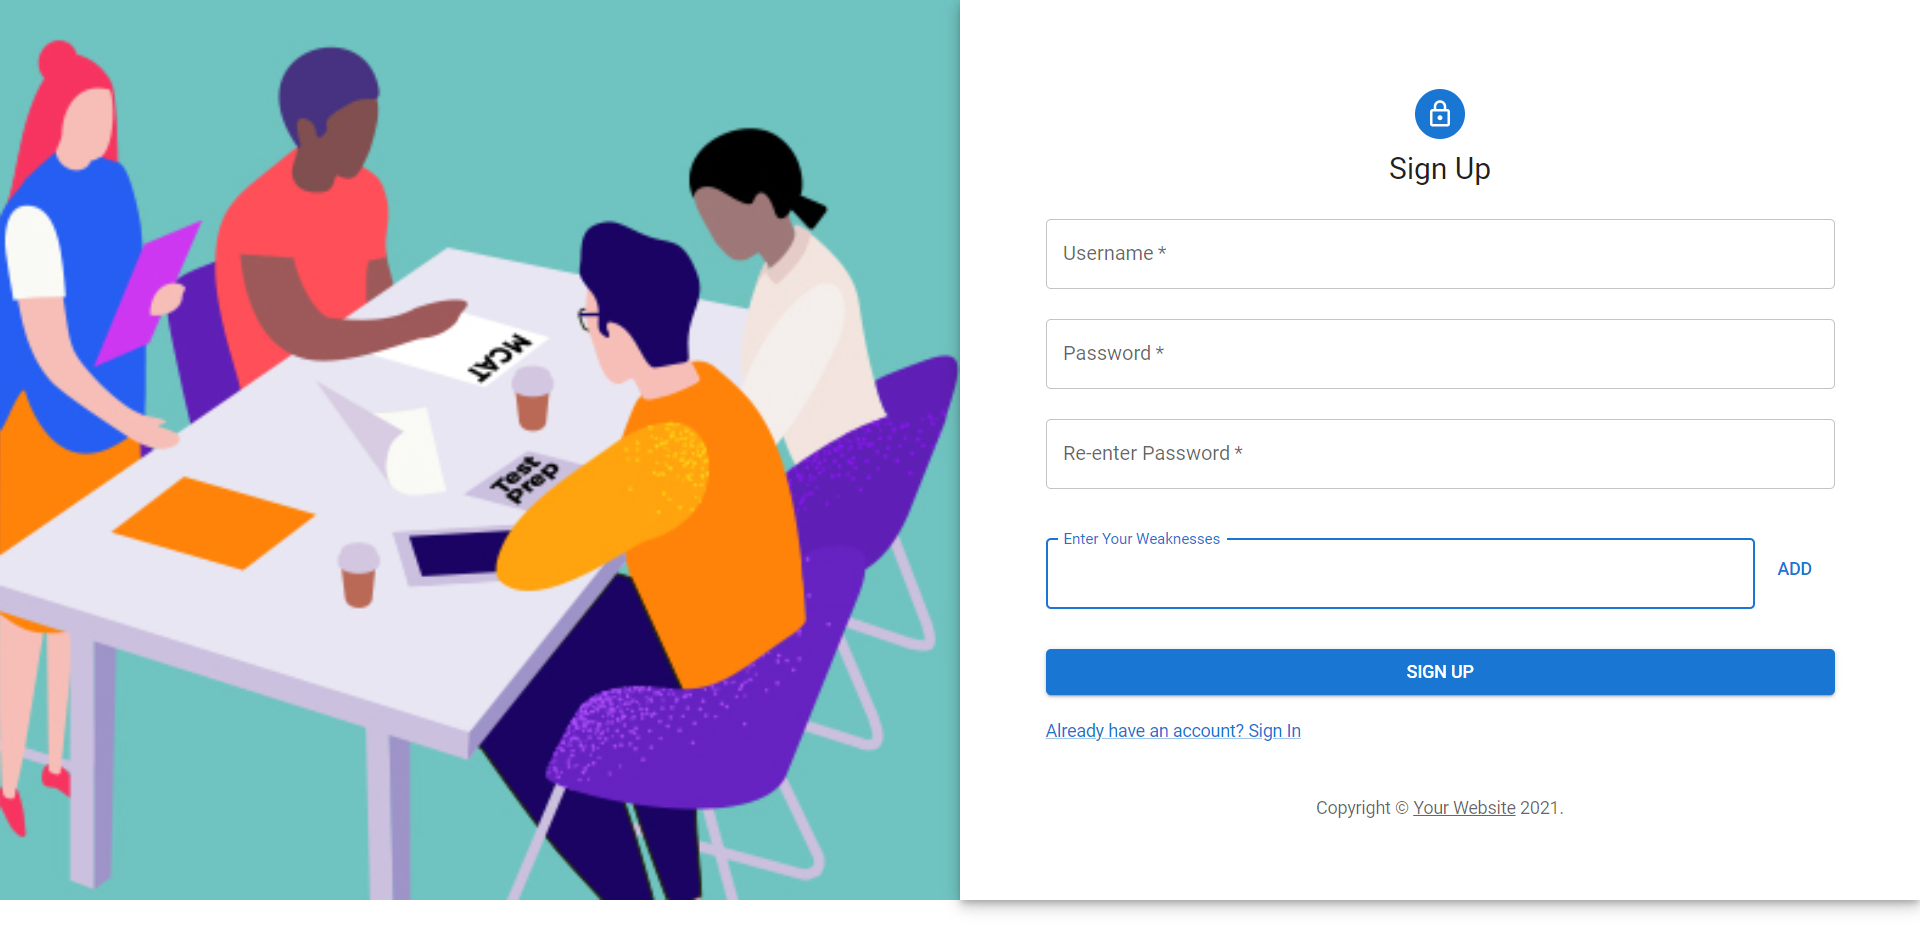 MCAT
Test
Prep
Sign Up
Username *
Password *
Re-enter Password *
Enter Your Weaknesses
ADD
SIGN UP
Already have an account? Sign In
Copyright © Your Website 2021.